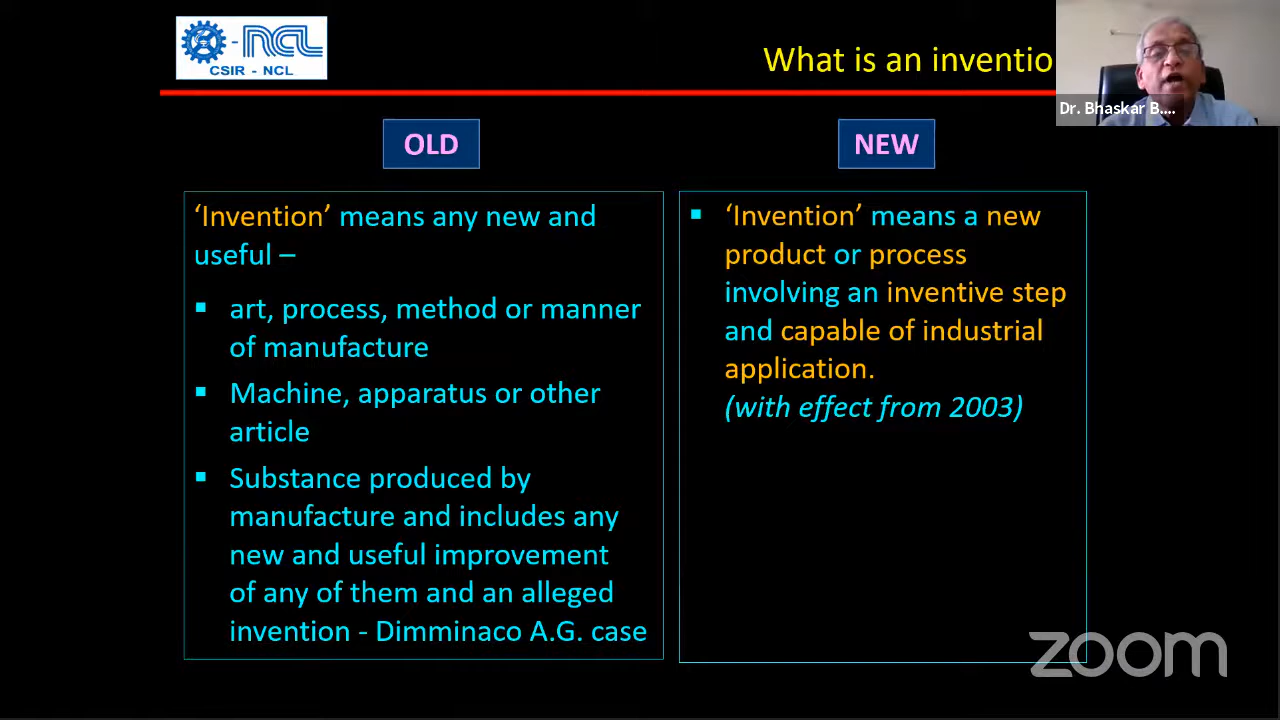 - NCL
CSIR - NCL
What is an inventio
Dr. Bhaskar B....
OLD
NEW
‘Invention’ means any new and
useful –
▪ art, process, method or manner
of manufacture
▪ Machine, apparatus or other
article
▪ Substance produced by
manufacture and includes any
new and useful improvement
of any of them and an alleged
invention - Dimminaco A.G. case
▪ ‘Invention’ means a new
product or process
involving an inventive step
and capable of industrial
application.
(with effect from 2003)
zoom